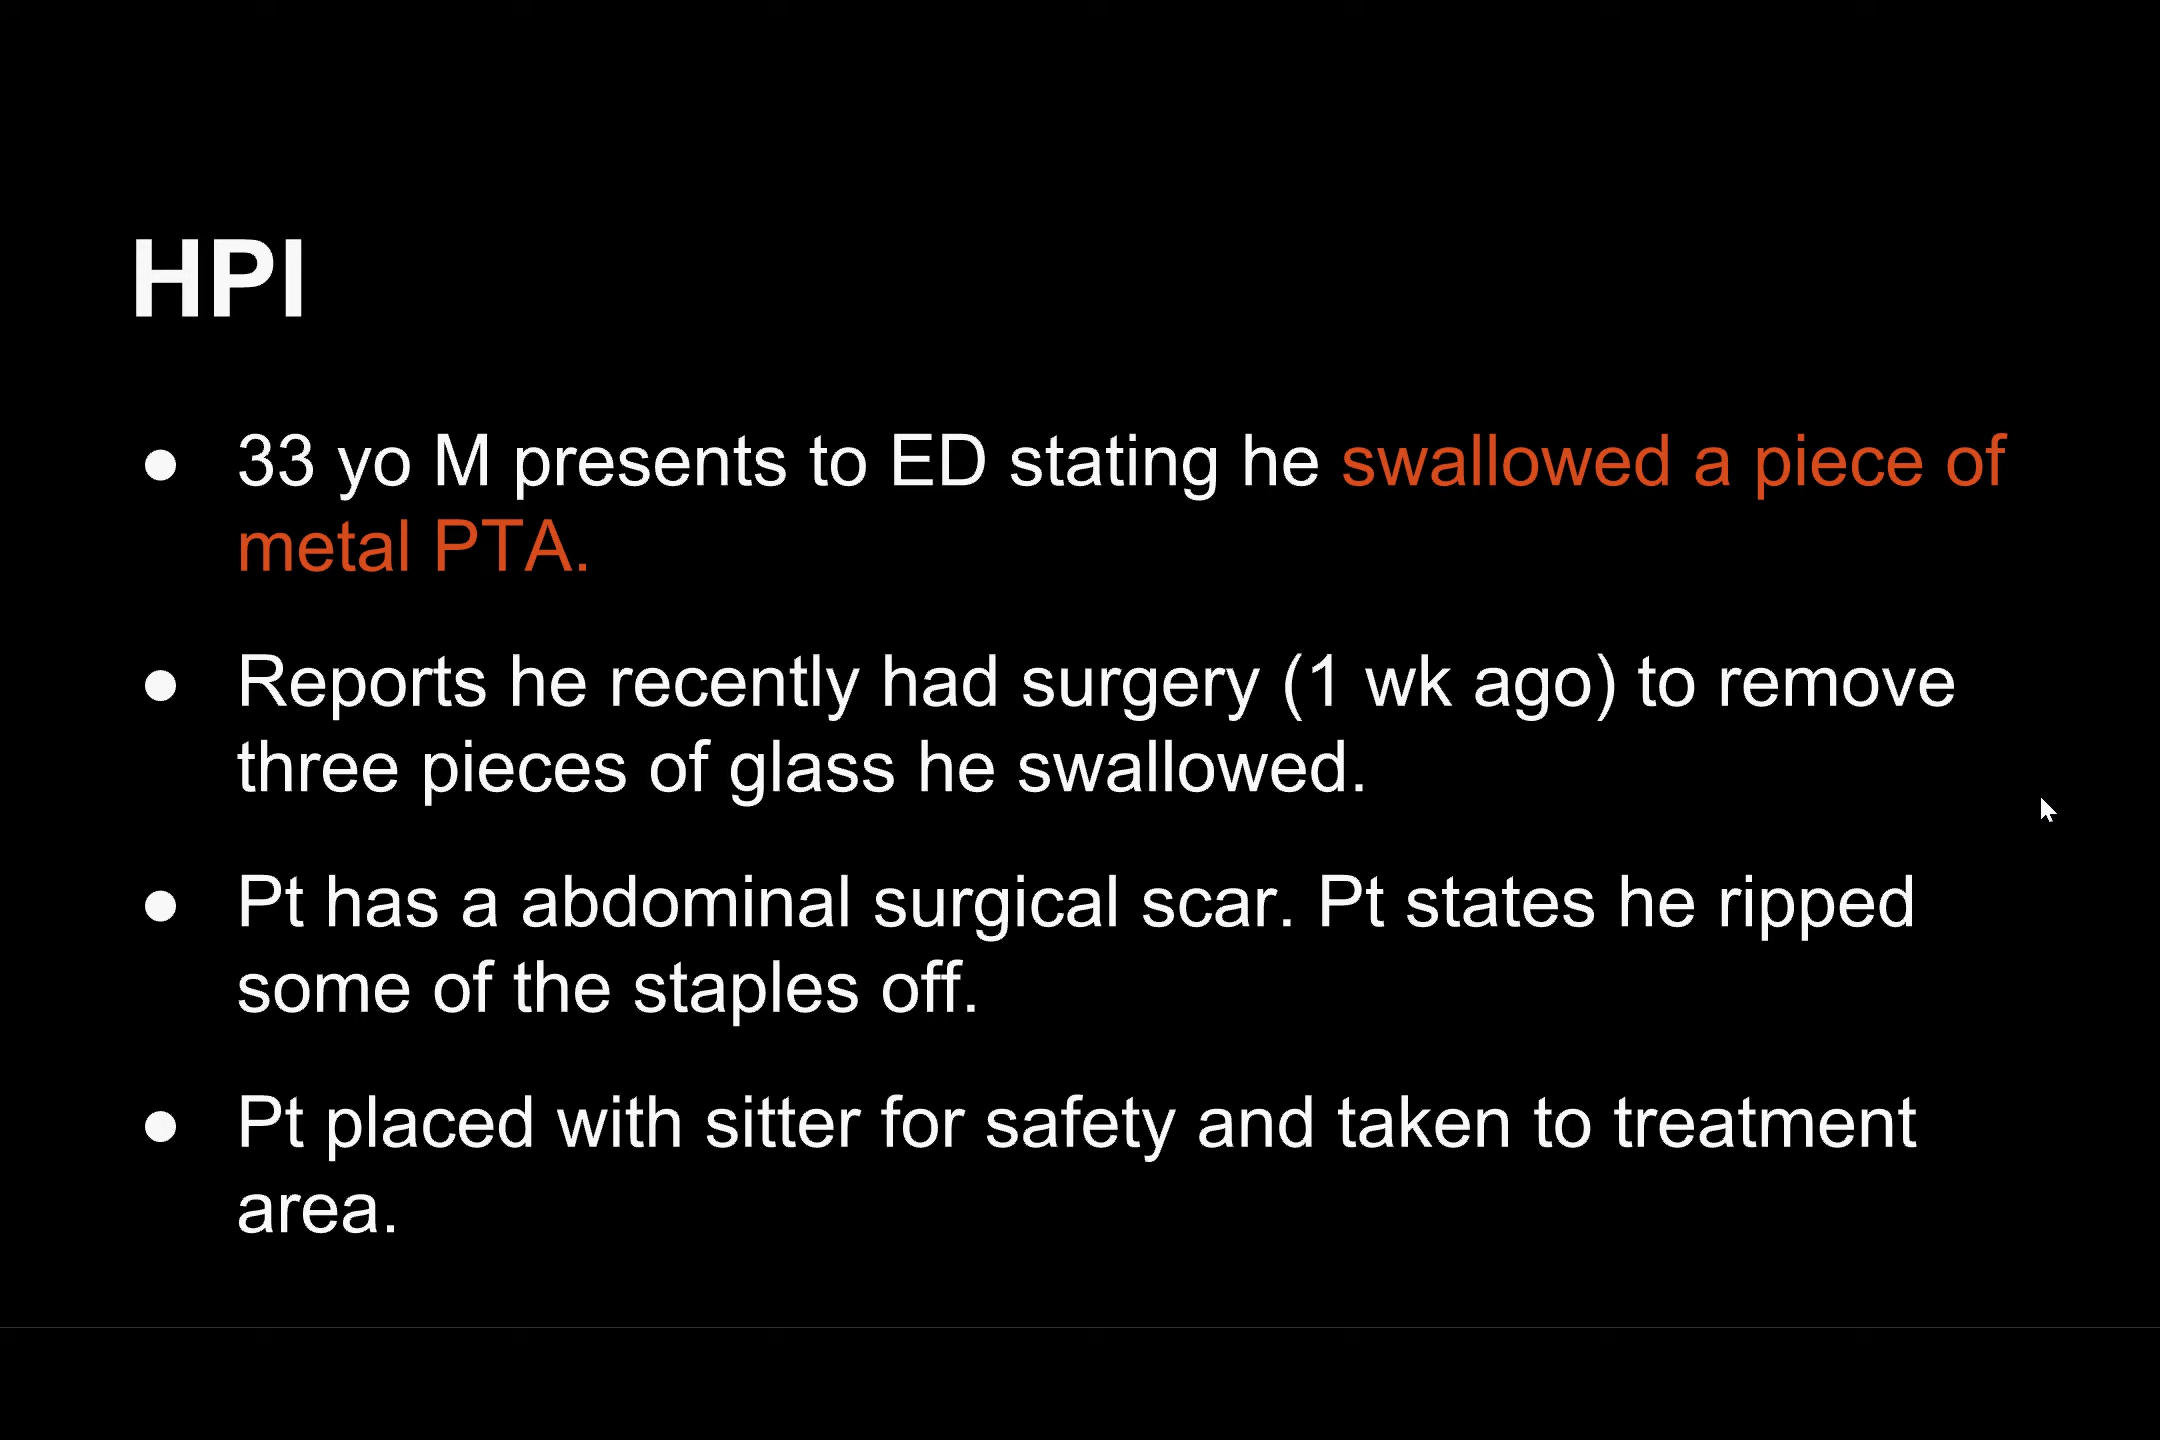 HPI
● 33 yo M presents to ED stating he swallowed a piece of
metal PTA.
● Reports he recently had surgery (1 wk ago) to remove
three pieces of glass he swallowed.
● Pt has a abdominal surgical scar. Pt states he ripped
some of the staples off.
● Pt placed with sitter for safety and taken to treatment
area.